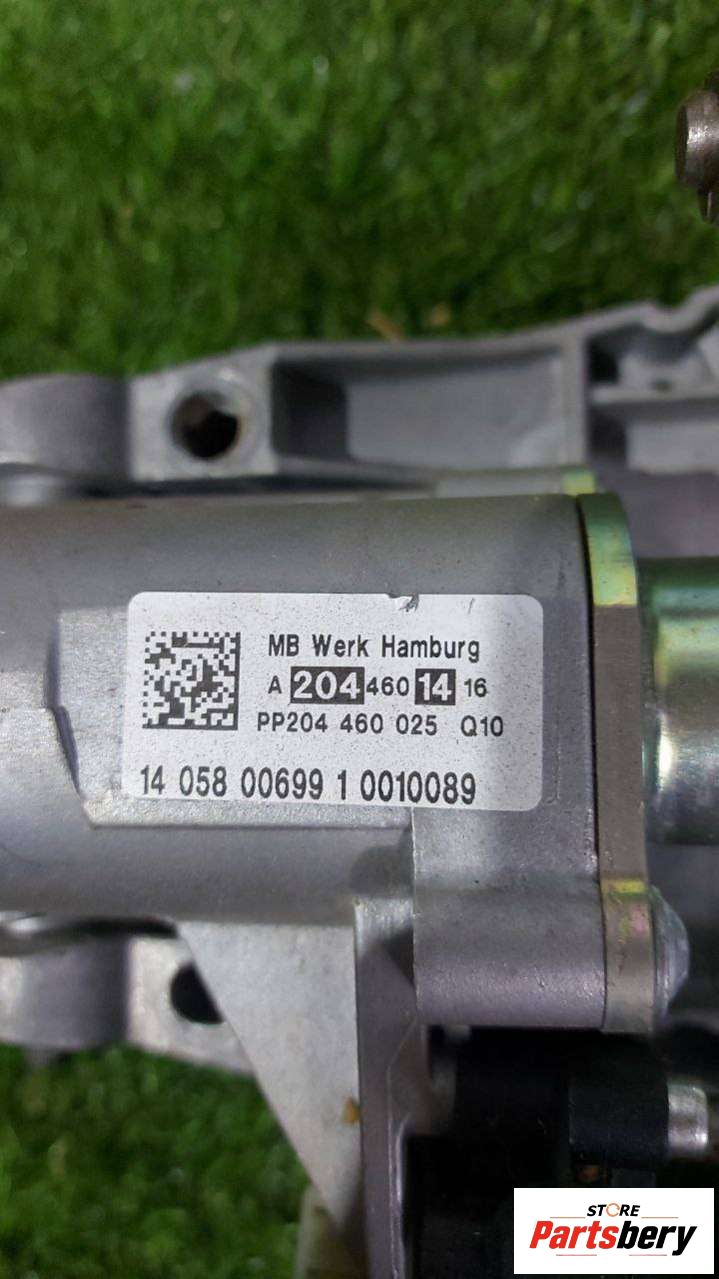 MB Werk Hamburg
A 204 460 14 16
PP204 460 025 Q10
14 058 00699 1 0010089
STORE
Partsbery